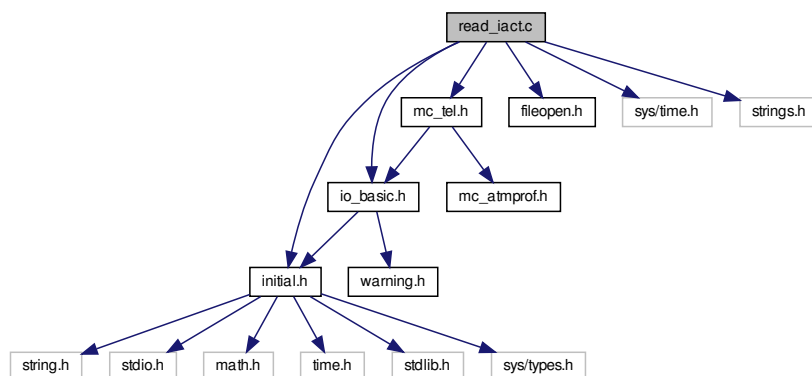 read_iact.c
mc_tel.h
fileopen.h
sys/time.h
strings.h
io_basic.h
mc_atmprof.h
initial.h
warning.h
string.h
stdio.h
math.h
time.h
stdlib.h
sys/types.h